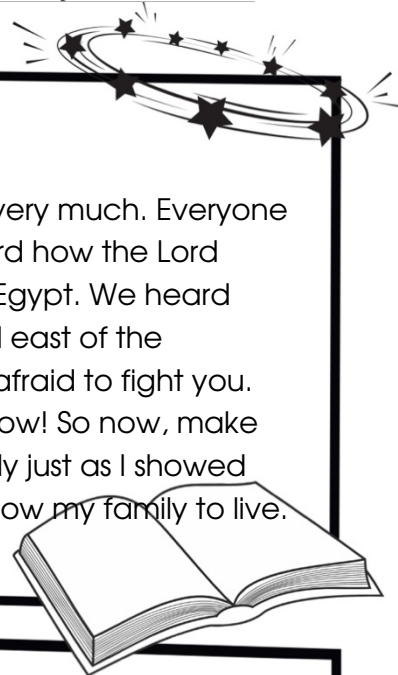 very much. Everyone
rd how the Lord
Egypt. We heard
east of the
afraid to fight you.
ow! So now, make
ly just as I showed
ow my family to live.